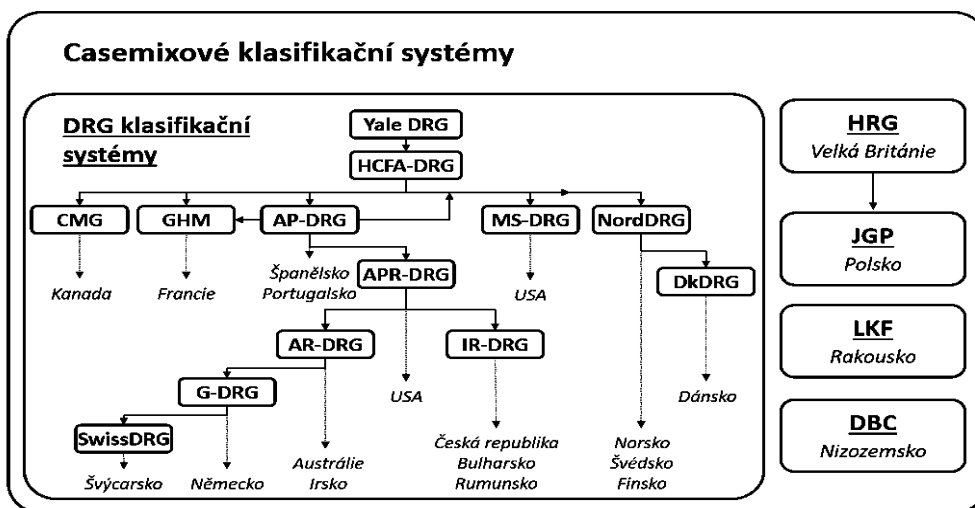 Casemixové klasifikační systémy
DRG klasifikační
systémy
Yale DRG
HCFA-DRG
CMG
GHM
AP-DRG
MS-DRG
NordDRG
Kanada
Francie
Španělsko
Portugalsko
APR-DRG
USA
DkDRG
AR-DRG
IR-DRG
G-DRG
USA
Dánsko
SwissDRG
Švýcarsko
Německo
Austrálie
Irsko
Česká republika
Bulharsko
Rumunsko
Norsko
Švédsko
Finsko
HRG
Velká Británie
JGP
Polsko
LKF
Rakousko
DBC
Nizozemsko